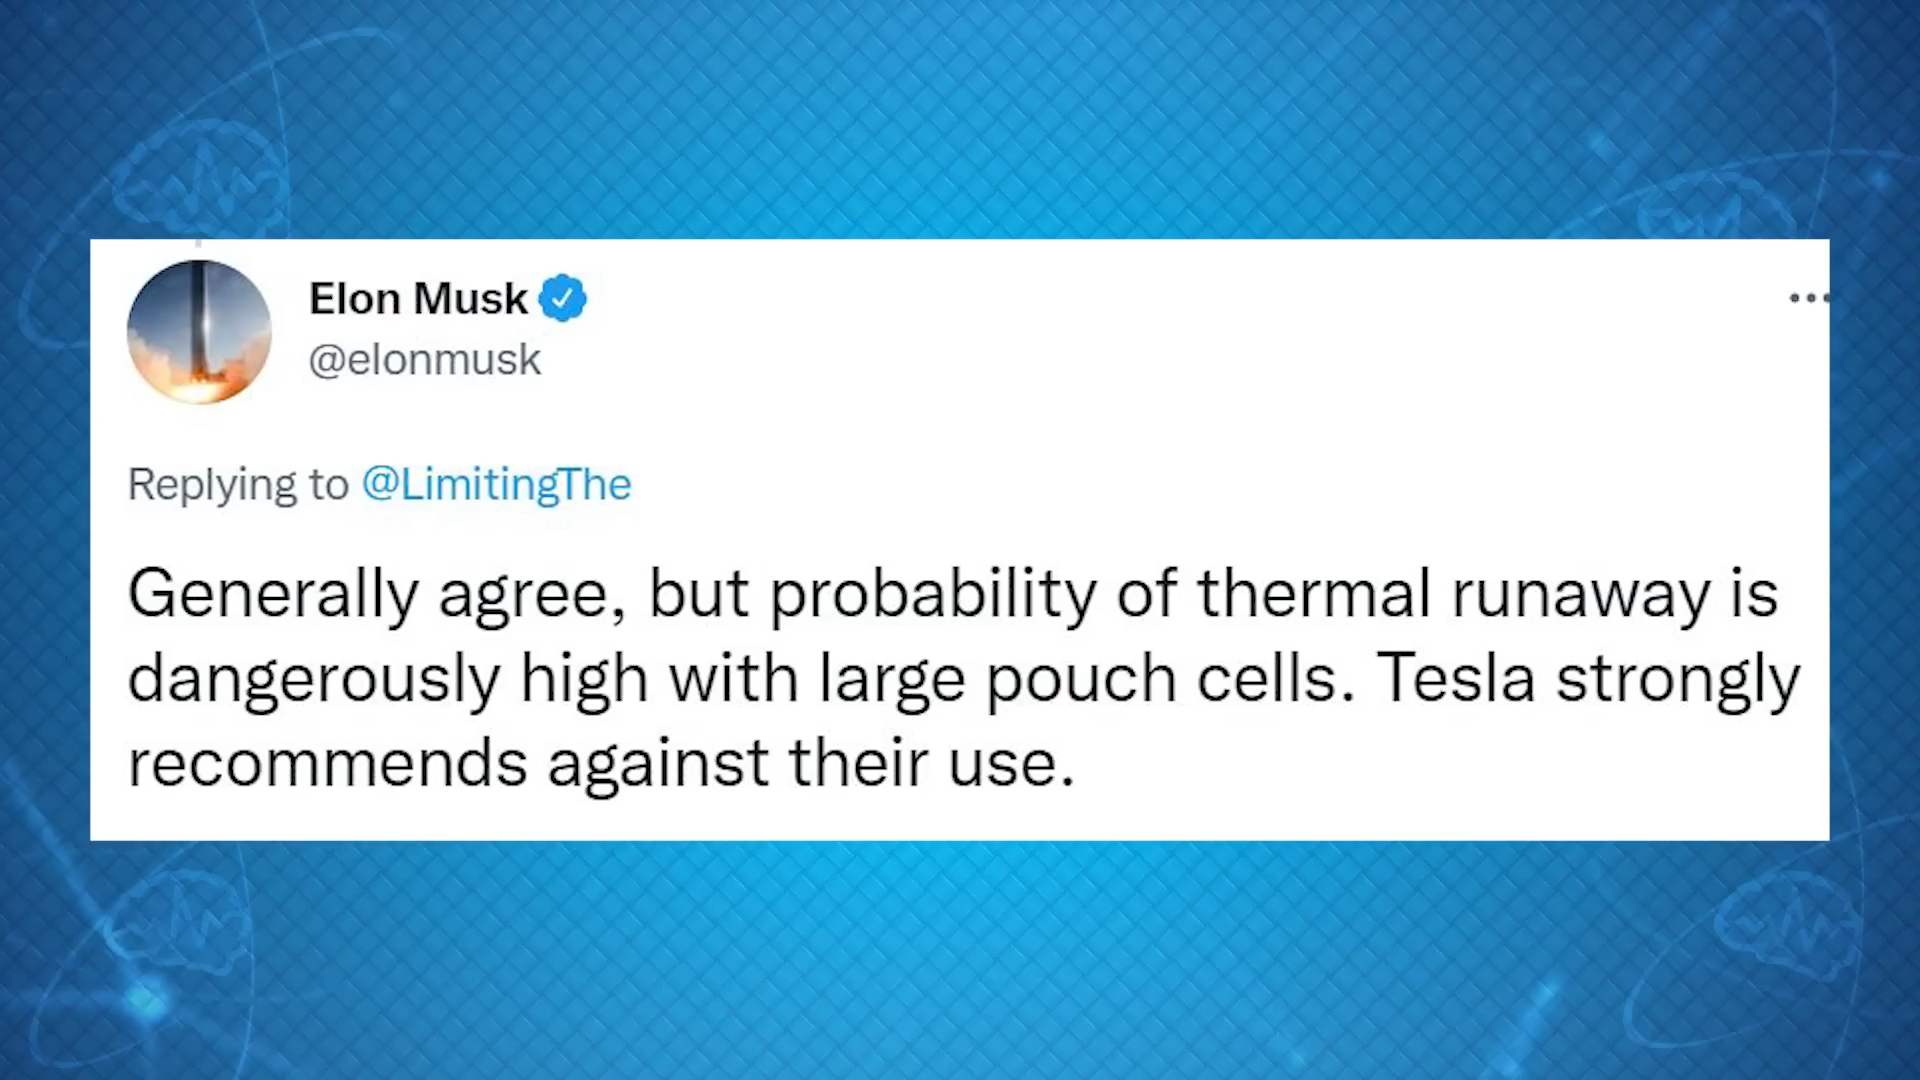 Elon Musk
@elonmusk
Replying to @LimitingThe
Generally agree, but probability of thermal runaway is
dangerously high with large pouch cells. Tesla strongly
recommends against their use.